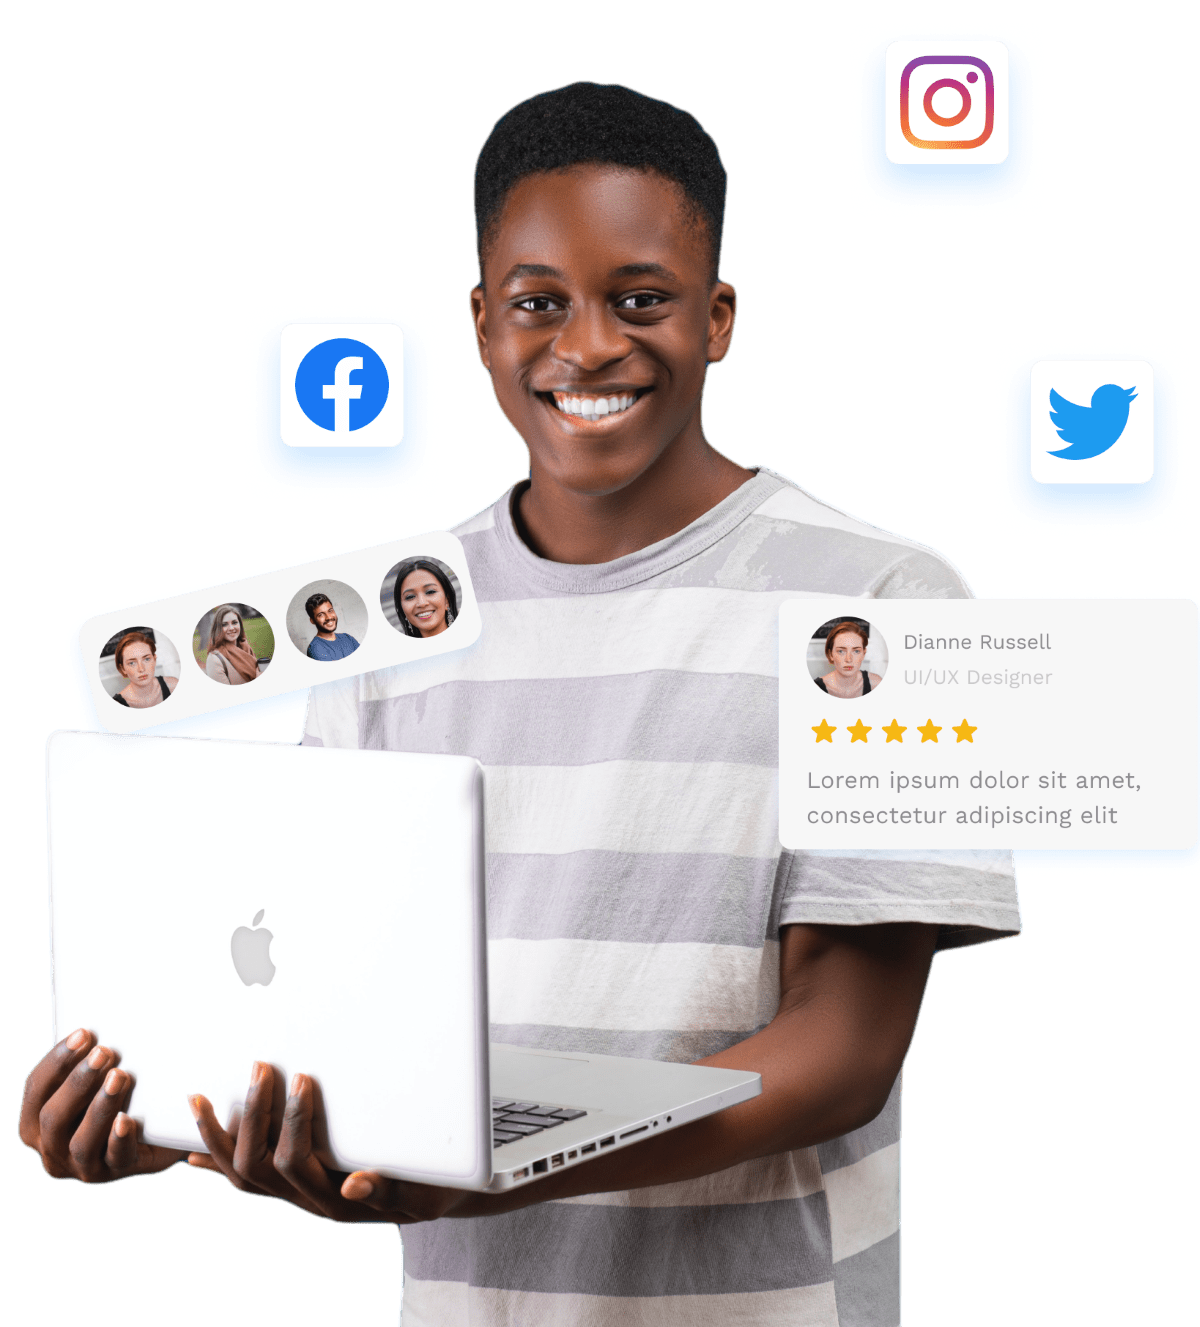 Dianne Russell
UI/UX Designer
Lorem ipsum dolor sit amet,
consectetur adipiscing elit